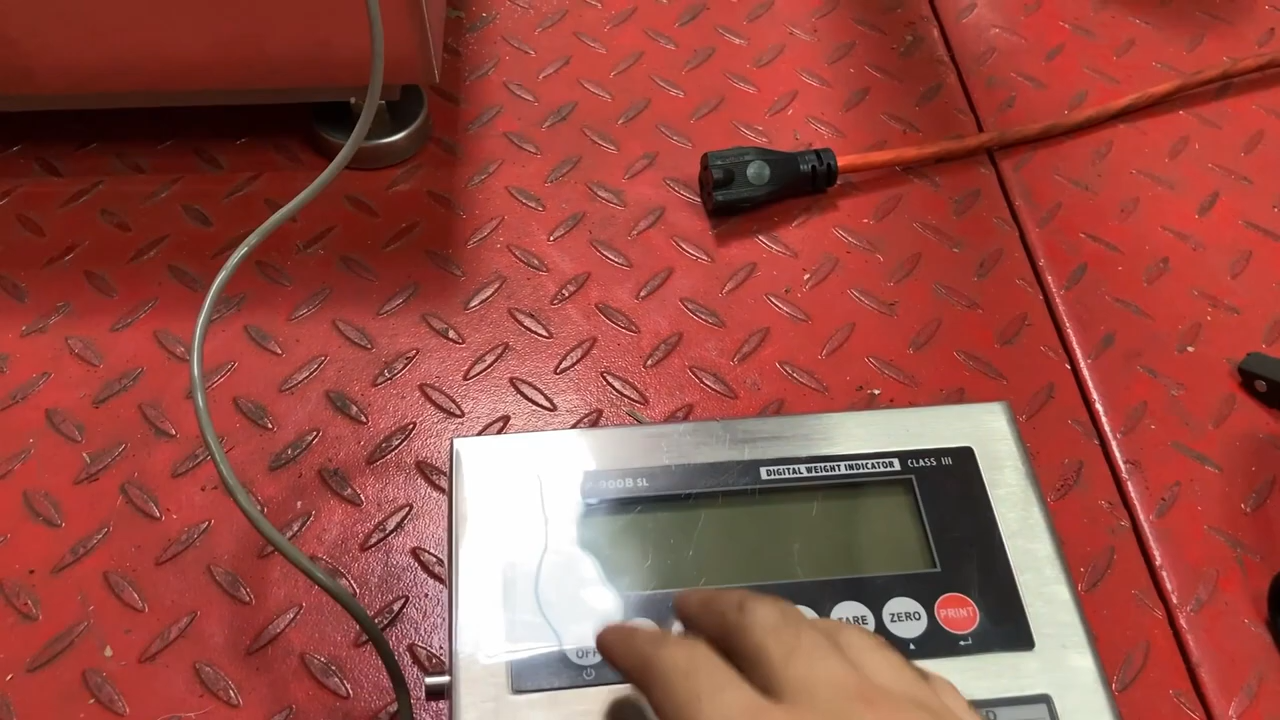 DIGITAL WEIGHT INDICATOR CLASS III
900B SL
OFF
TARE ZERO PRINT